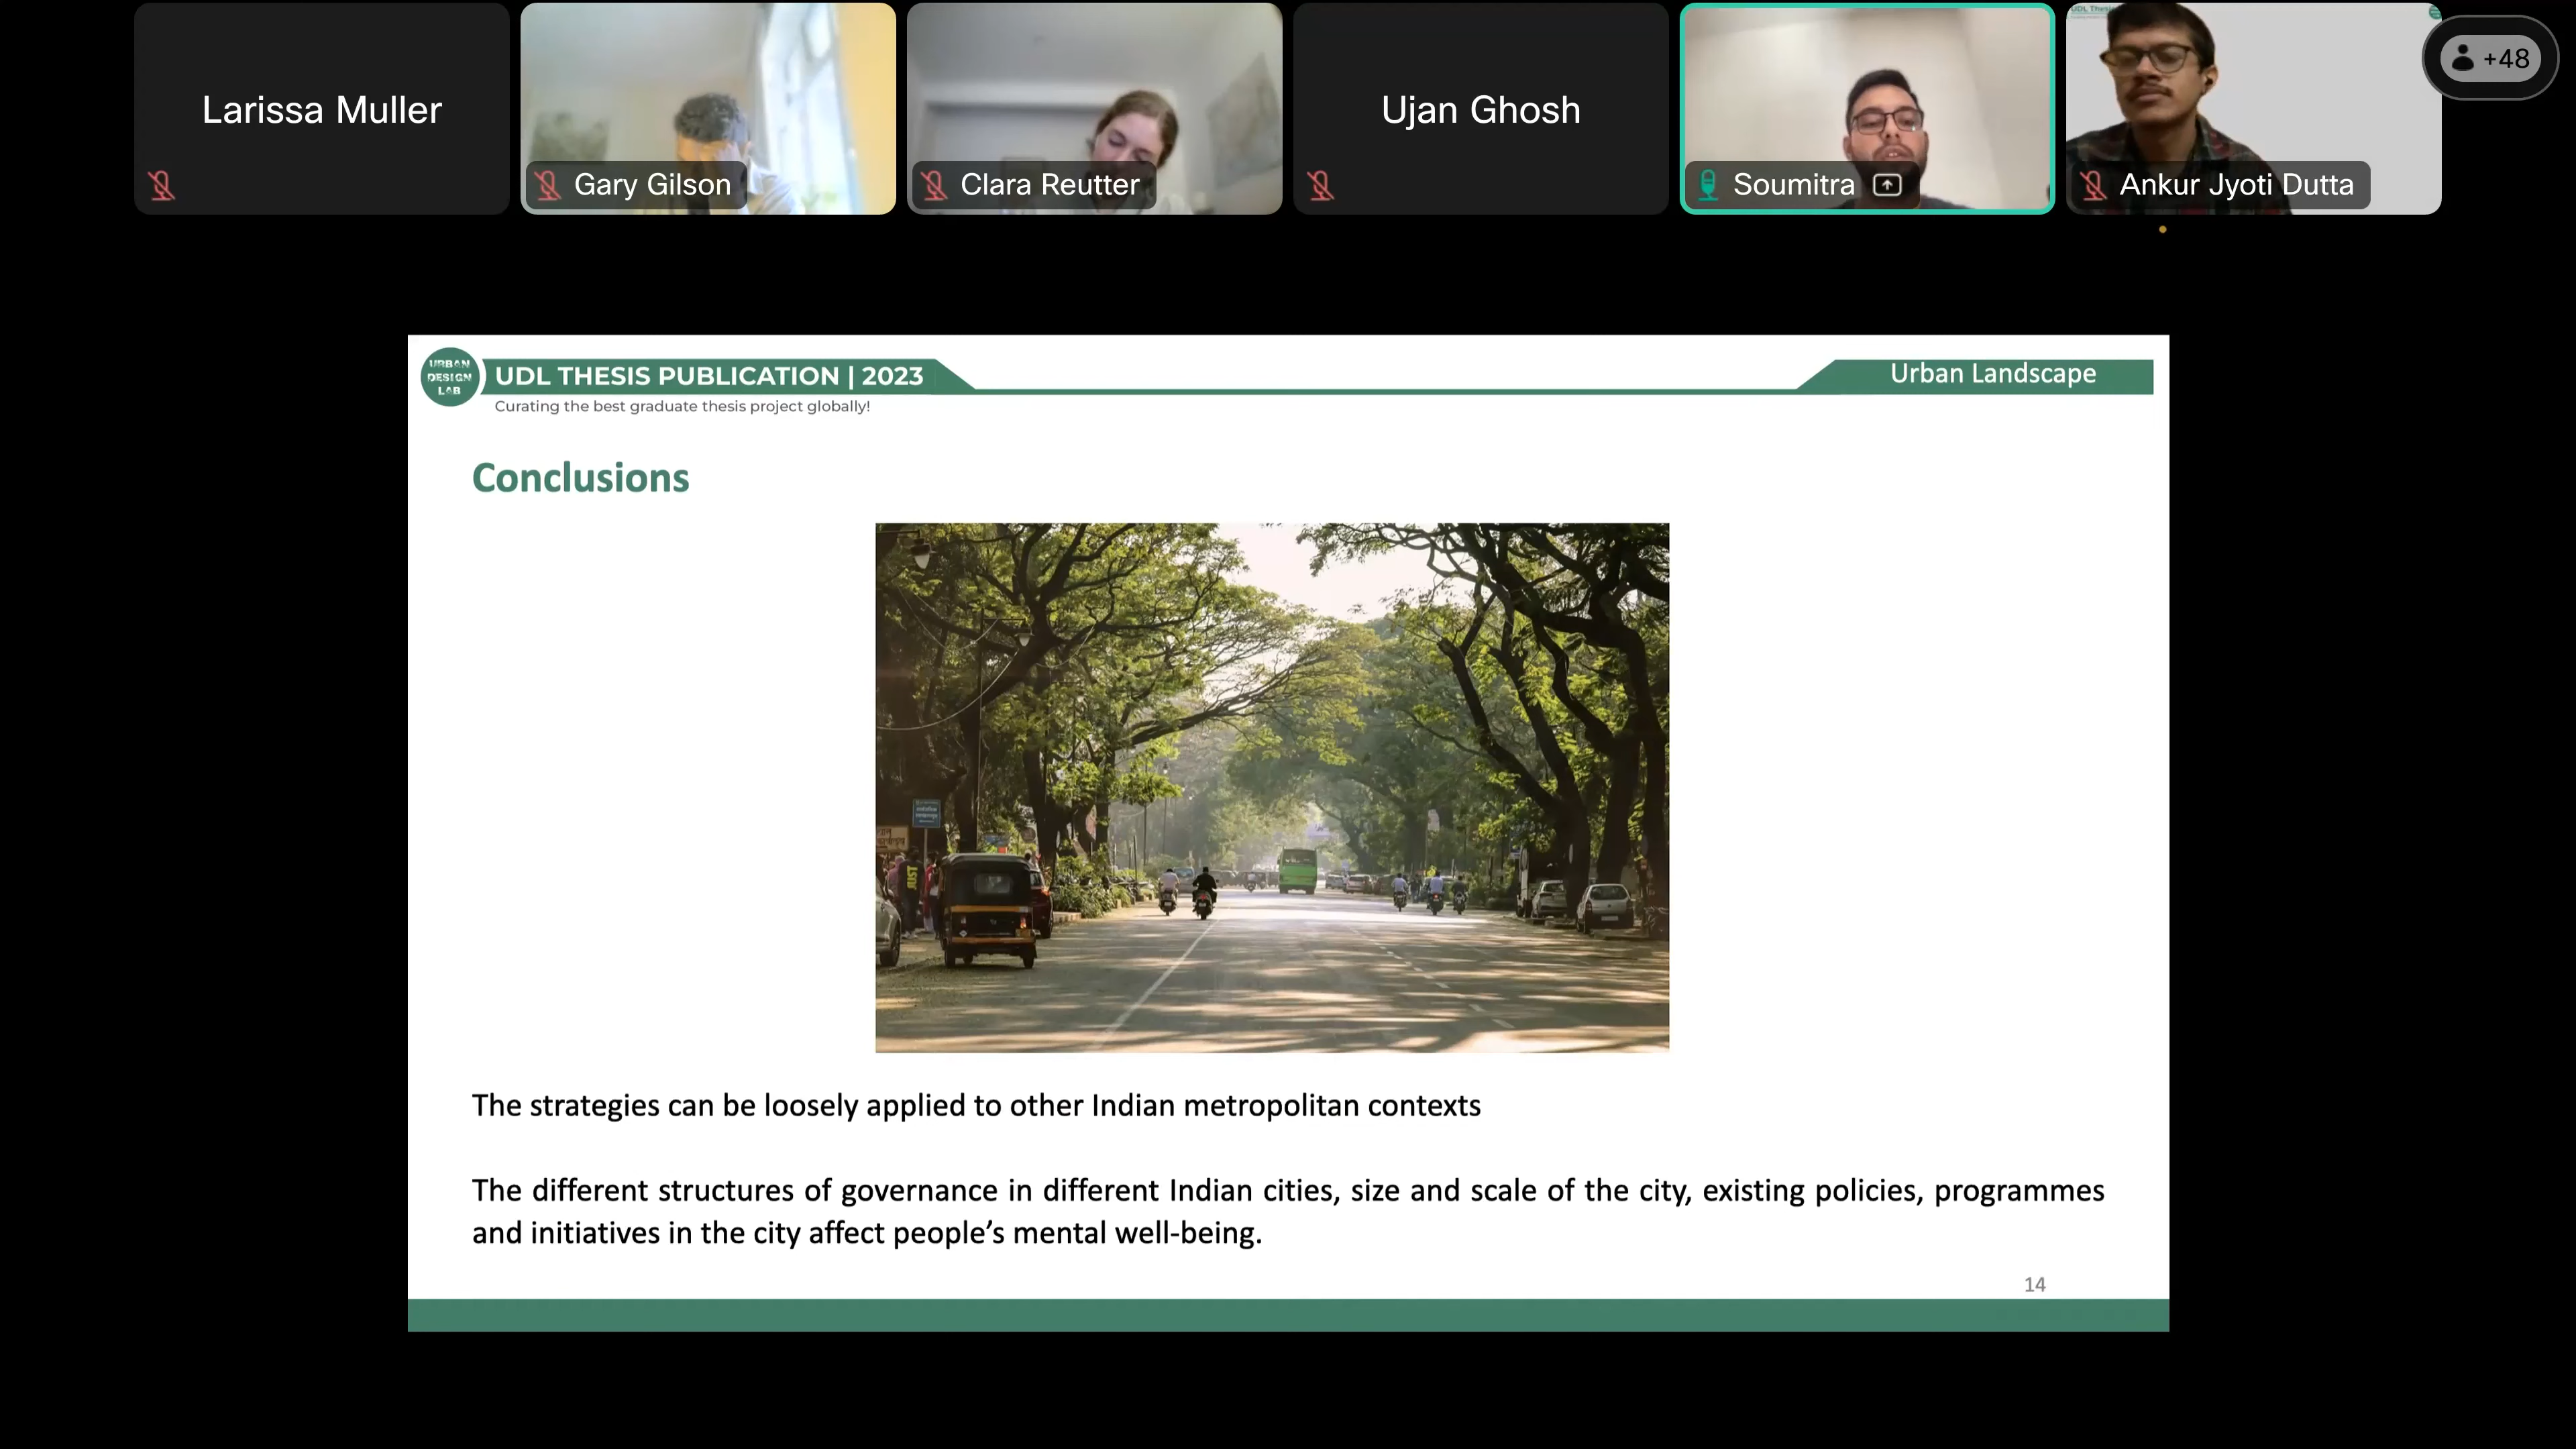 Larissa Muller
Gary Gilson
Clara Reutter
Ujan Ghosh
Soumitra
Ankur Jyoti Dutta
+48
URBAN
DESIGN
LAB
UDL THESIS PUBLICATION | 2023
Curating the best graduate thesis project globally!
Urban Landscape
Conclusions
JUST
The strategies can be loosely applied to other Indian metropolitan contexts
The different structures of governance in different Indian cities, size and scale of the city, existing policies, programmes
and initiatives in the city affect people’s mental well-being.
14